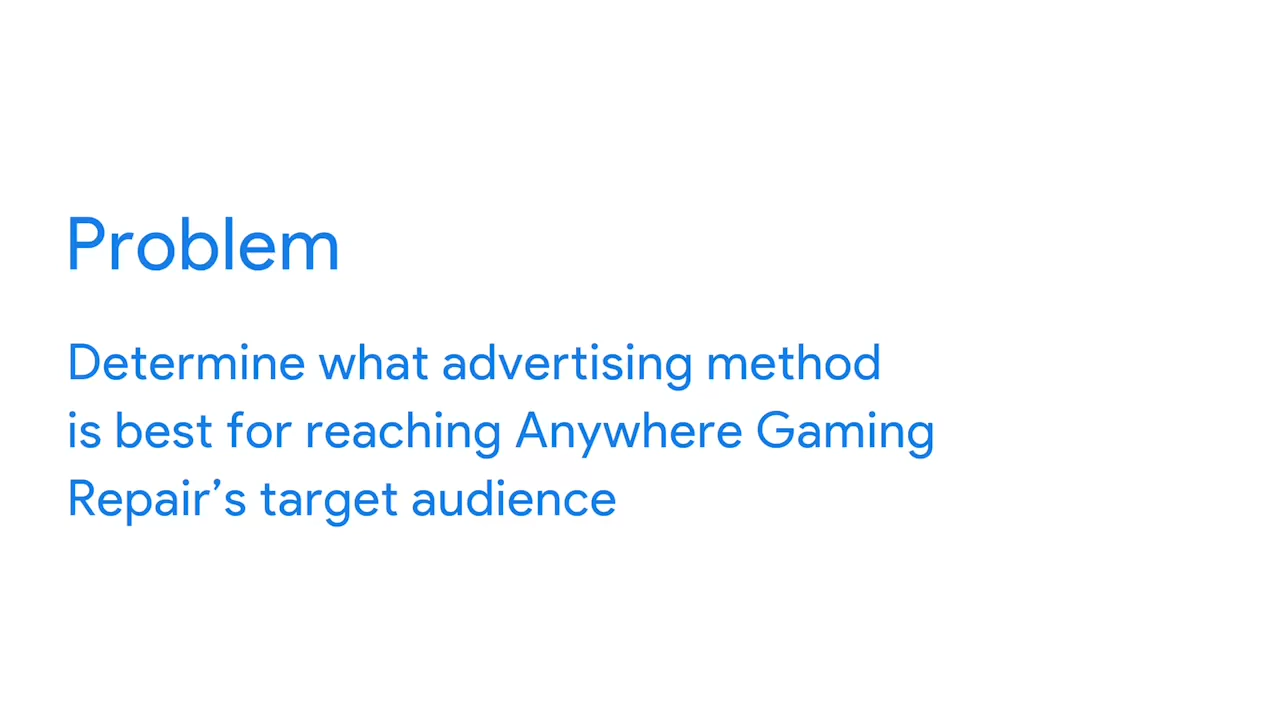 Problem
Determine what advertising method
is best for reaching Anywhere Gaming
Repair’s target audience